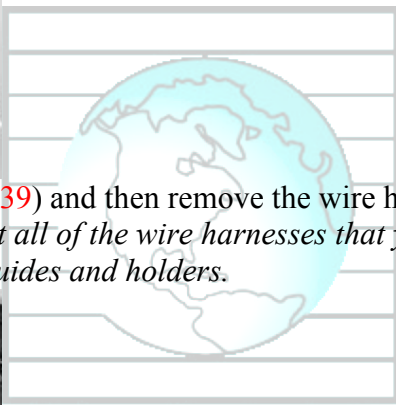 39) and then remove the wire h
all of the wire harnesses that
uides and holders.